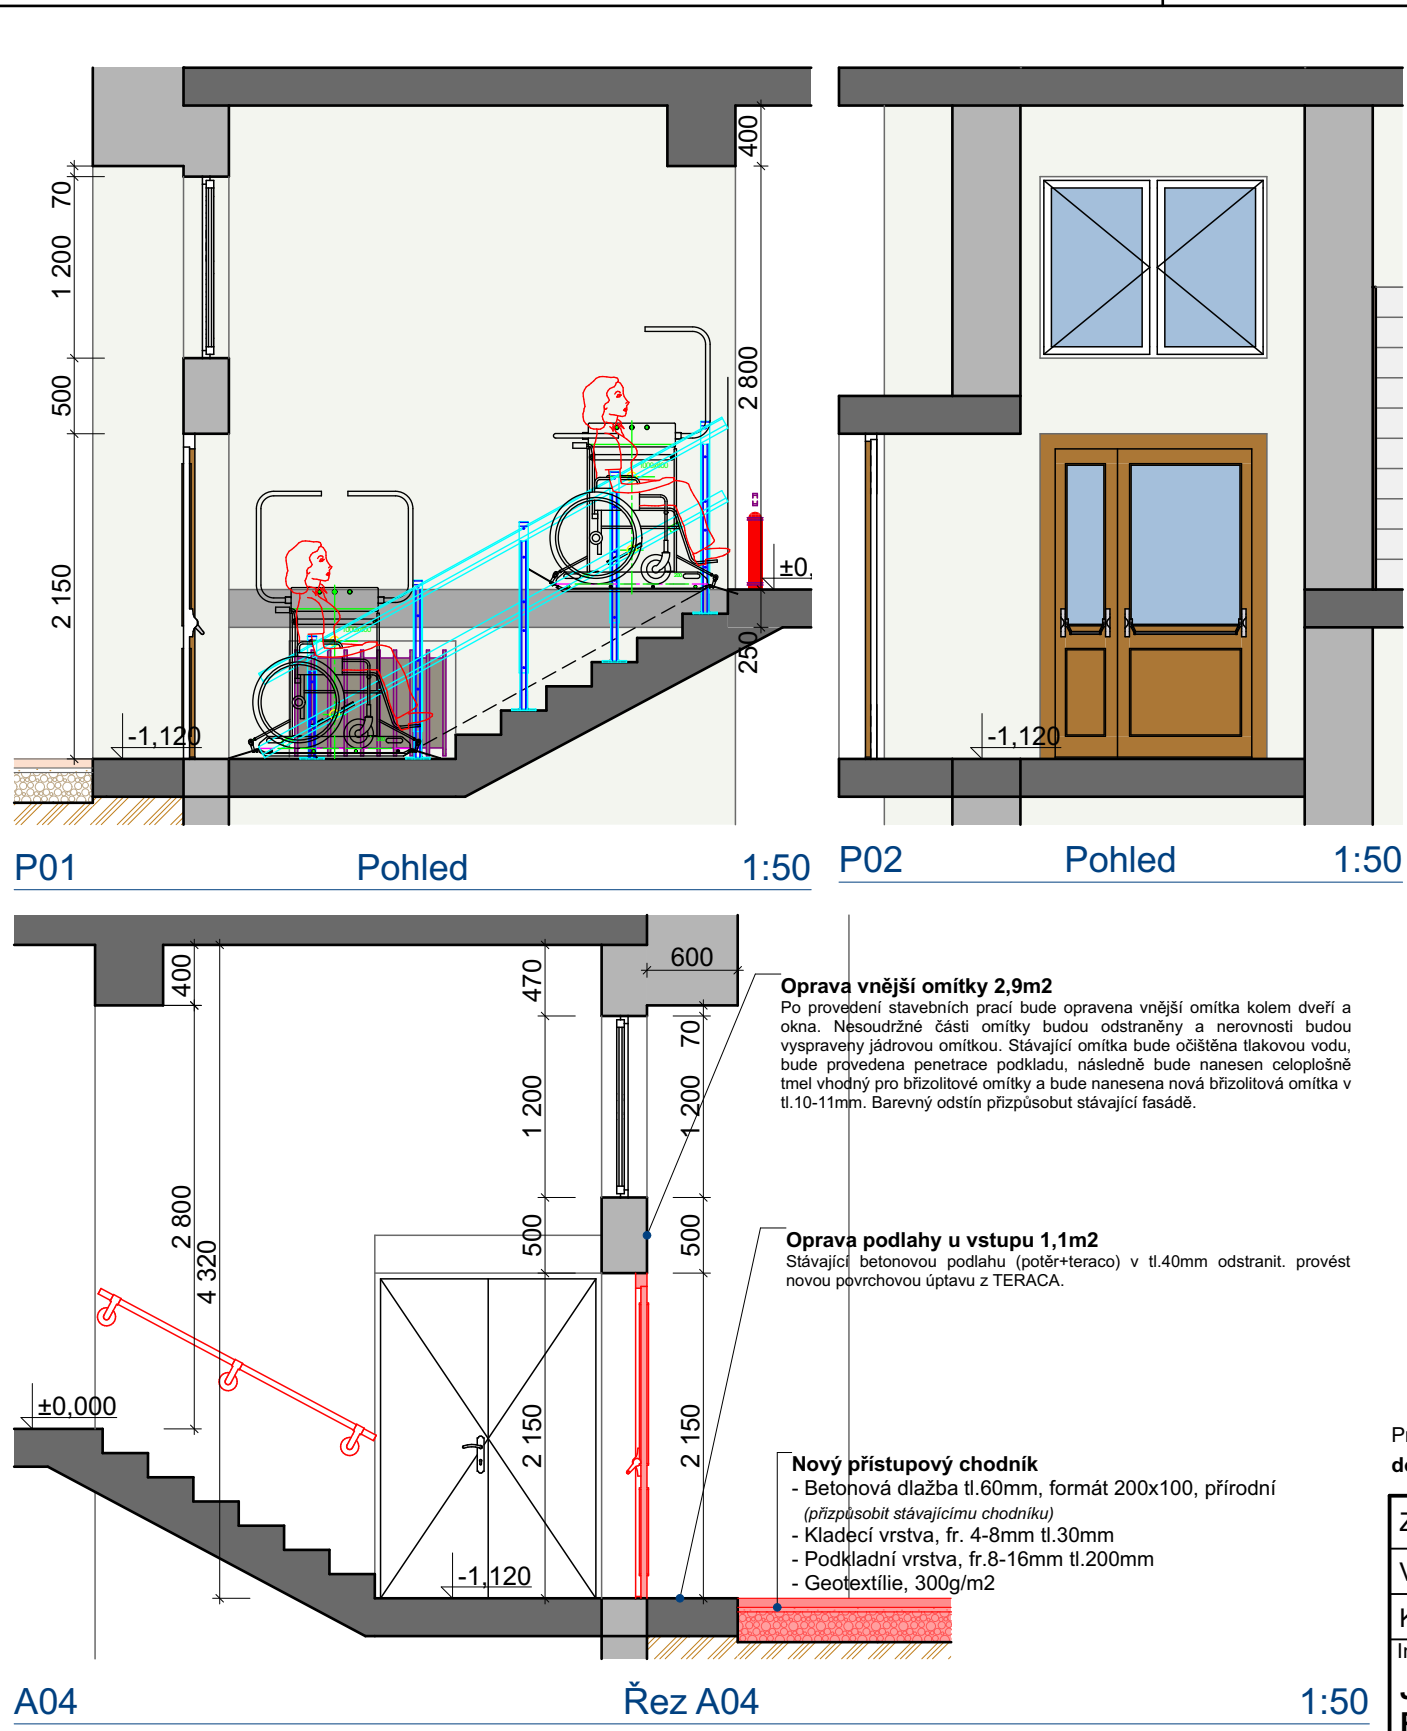 400
70
1 200
500
2 800
2 150
±0,
250
-1,120
-1,120
P01 Pohled 1:50
P02 Pohled 1:50
400
470
600
70
1 200
1 200
2 800
4 320
500
500
2 150
2 150
±0,000
-1,120
Oprava vnější omítky 2,9m2
Po provedení stavebních prací bude opravena vnější omítka kolem dveří a
okna. Nesoudržné části omítky budou odstraněny a nerovnosti budou
vyspraveny jádrovou omítkou. Stávající omítka bude očištěna tlakovou vodu,
bude provedena penetrace podkladu, následně bude nanesen celoplošně
tmel vhodný pro břizolitové omítky a bude nanesena nová břizolitová omítka v
tl.10-11mm. Barevný odstín přizpůsobut stávající fasádě.
Oprava podlahy u vstupu 1,1m2
Stávající betonovou podlahu (potěr+teraco) v tl.40mm odstranit. provést
novou povrchovou úptavu z TERACA.
Nový přístupový chodník
- Betonová dlažba tl.60mm, formát 200x100, přírodní
(přizpůsobit stávajícímu chodníku)
- Kladecí vrstva, fr. 4-8mm tl.30mm
- Podkladní vrstva, fr.8-16mm tl.200mm
- Geotextílie, 300g/m2
A04 Řez A04 1:50